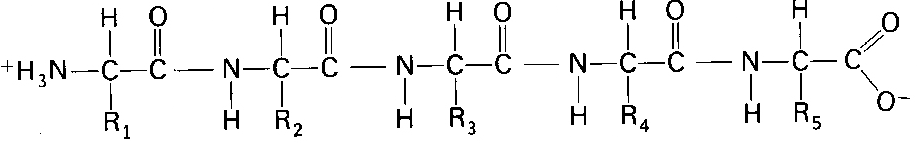 H O H O H O H O H O
+H3N–C–C–N–C–C–N–C–C–N–C–C–N–C–C
O−
R1 H R2 H R3 H R4 H R5